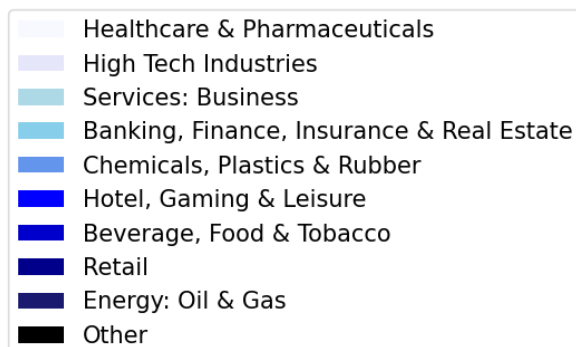 Healthcare & Pharmaceuticals
High Tech Industries
Services: Business
Banking, Finance, Insurance & Real Estate
Chemicals, Plastics & Rubber
Hotel, Gaming & Leisure
Beverage, Food & Tobacco
Retail
Energy: Oil & Gas
Other